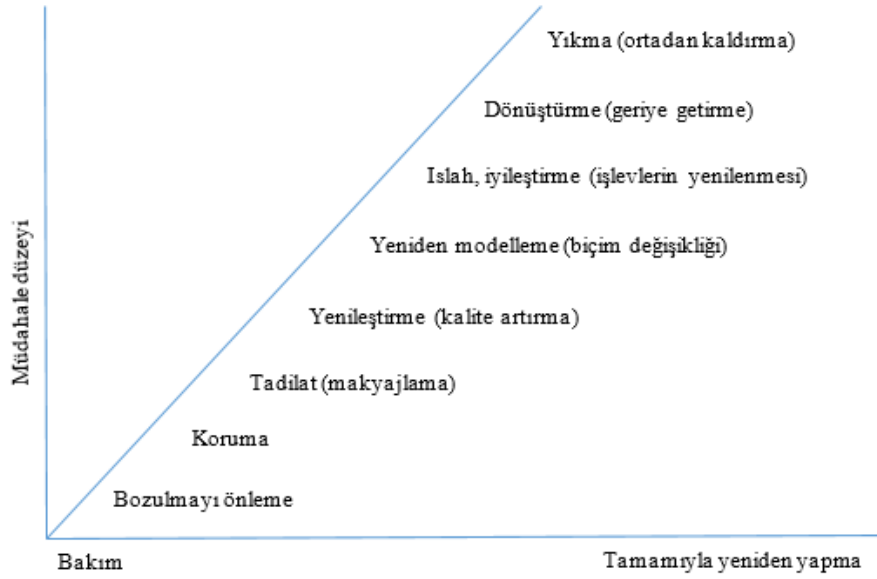 Yıkma (ortadan kaldırma)
Dönüştürme (geriye getirme)
Islah, iyileştirme (işlevlerin yenilenmesi)
Yeniden modelleme (biçim değişikliği)
Yenileştirme (kalite artırma)
Tadilat (makyajlama)
Koruma
Bozulmayı önleme
Müdahale düzeyi
Bakım
Tamamıyla yeniden yapma